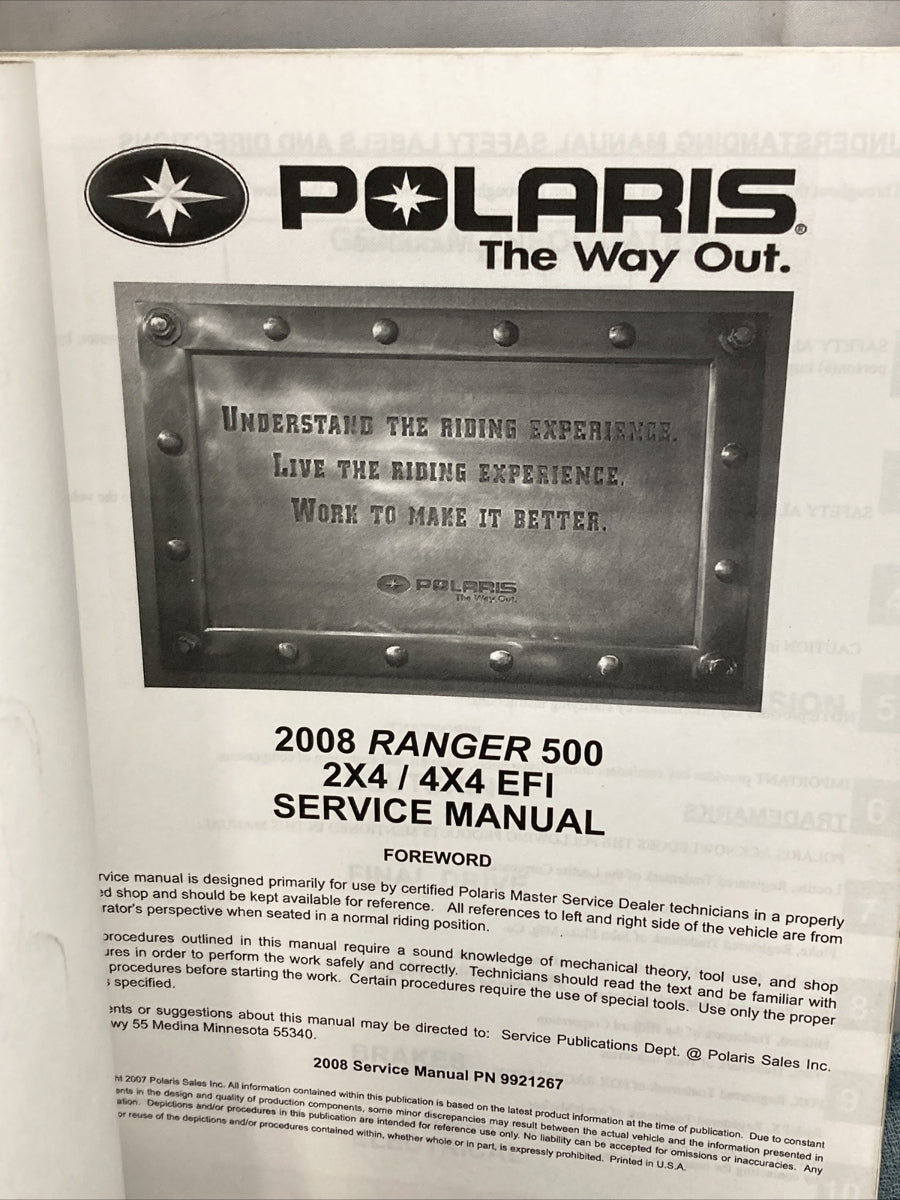 POLARIS®
The Way Out.
UNDERSTAND THE RIDING EXPERIENCE.
LIVE THE RIDING EXPERIENCE.
WORK TO MAKE IT BETTER.
POLARIS
The Way Out.
2008 RANGER 500
2X4 / 4X4 EFI
SERVICE MANUAL
FOREWORD
rvice manual is designed primarily for use by certified Polaris Master Service Dealer technicians in a properly
ed shop and should be kept available for reference. All references to left and right side of the vehicle are from
rator's perspective when seated in a normal riding position.
procedures outlined in this manual require a sound knowledge of mechanical theory, tool use, and shop
ures in order to perform the work safely and correctly. Technicians should read the text and be familiar with
procedures before starting the work. Certain procedures require the use of special tools. Use only the proper
s specified.
ents or suggestions about this manual may be directed to: Service Publications Dept. @ Polaris Sales Inc.
wy 55 Medina Minnesota 55340.
2008 Service Manual PN 9921267
ht 2007 Polaris Sales Inc. All information contained within this publication is based on the latest product information at the time of publication. Due to constant
ents in the design and quality of production components, some minor discrepancies may result between the actual vehicle and the information presented in
ation. Depictions and/or procedures in this publication are intended for reference use only. No liability can be accepted for omissions or inaccuracies. Any
or reuse of the depictions and/or procedures contained within, whether whole or in part, is expressly prohibited. Printed in U.S.A.